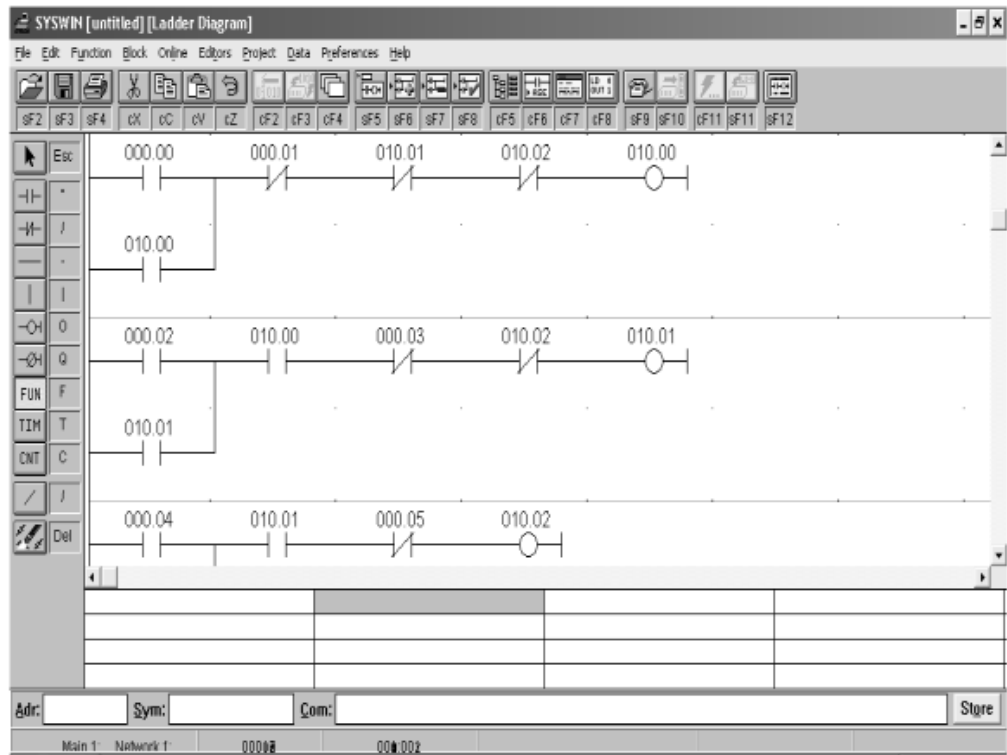 SYSWIN [untitled] [Ladder Diagram]
File Edit Function Block Online Editors Project Data Preferences Help
sF2 sF3 sF4 cX cC cV cZ cF2 cF3 cF4 sF5 sF6 sF7 sF8 cF5 cF6 cF7 cF8 sF9 sF10 cF11 sF11 sF12
Esc
"
/
-
|
O
Q
FUN F
TIM T
CNT C
/
Del
000.00 000.01 010.01 010.02 010.00
010.00
000.02 010.00 000.03 010.02 010.01
010.01
000.04 010.01 000.05 010.02
Adr: Sym: Com: Store
Main 1: Network 1: